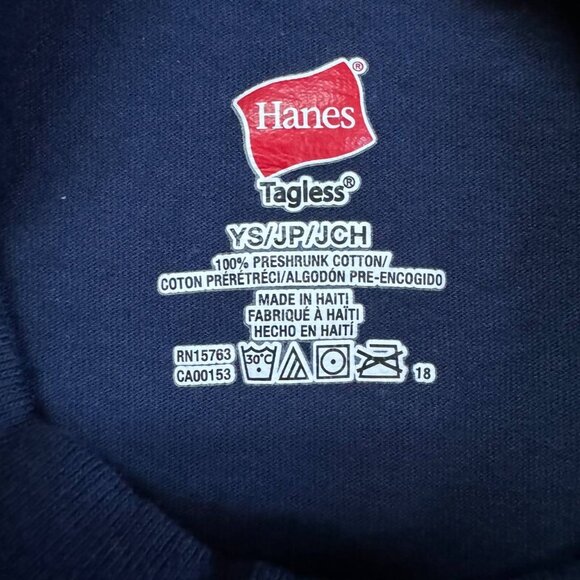 Hanes®
Tagless®
YS/JP/JCH
100% PRESHRUNK COTTON/
COTON PRÉRÉTRÉCI/ALGODÓN PRE-ENCOGIDO
MADE IN HAITI
FABRIQUÉ À HAÏTI
HECHO EN HAITÍ
RN15763
CA00153
30°C
18